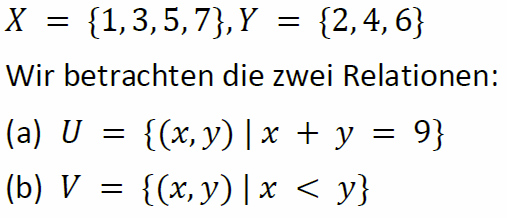 X = {1, 3, 5, 7}, Y = {2, 4, 6}
Wir betrachten die zwei Relationen:
(a) U = {(x, y) | x + y = 9}
(b) V = {(x, y) | x < y}